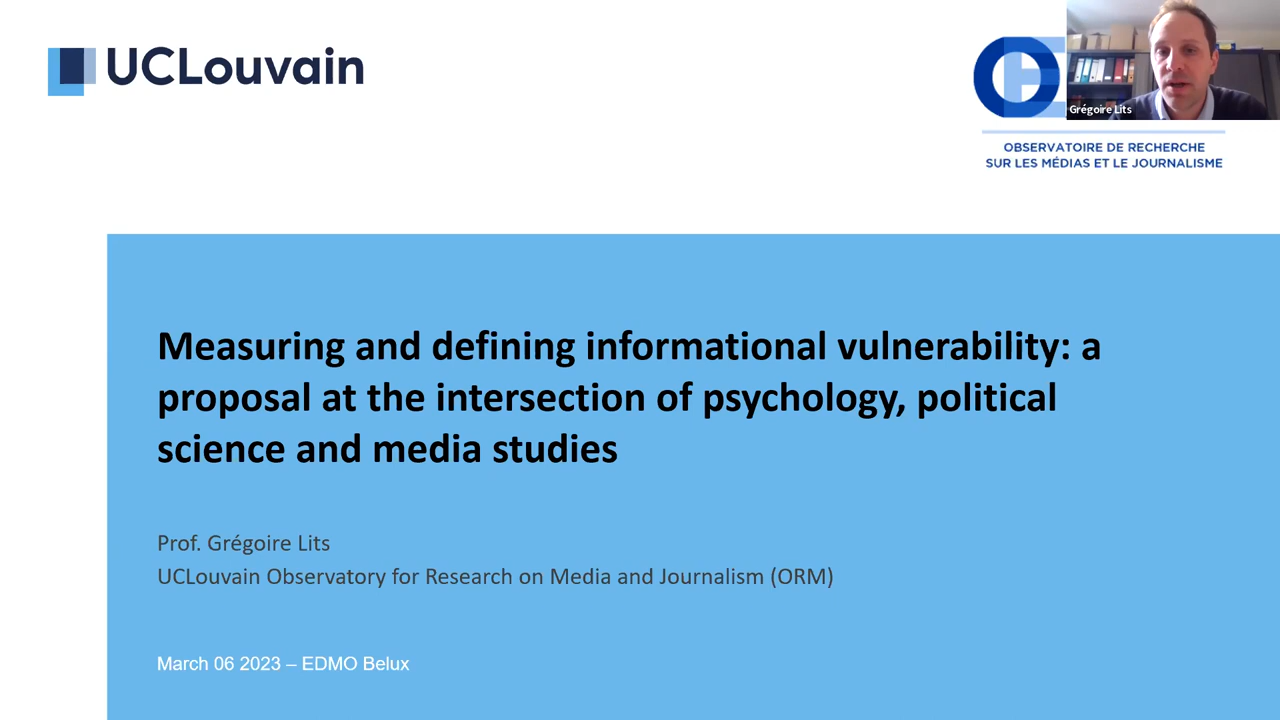 UCLouvain
Grégoire Lits
OBSERVATOIRE DE RECHERCHE
SUR LES MÉDIAS ET LE JOURNALISME
Measuring and defining informational vulnerability: a
proposal at the intersection of psychology, political
science and media studies
Prof. Grégoire Lits
UCLouvain Observatory for Research on Media and Journalism (ORM)
March 06 2023 – EDMO Belux